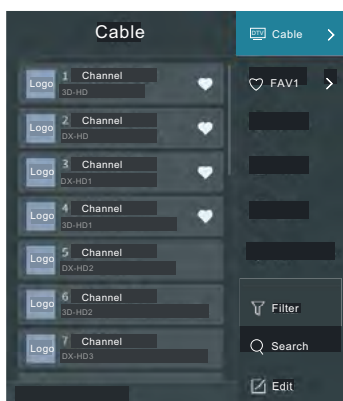 Cable
Logo 1 Channel
3D-HD
Logo 2 Channel
DX-HD
Logo 3 Channel
DX-HD1
Logo 4 Channel
3D-HD1
Logo 5 Channel
DX-HD2
Logo 6 Channel
3D-HD2
Logo 7 Channel
DX-HD3
DTV Cable
FAV1
Filter
Search
Edit